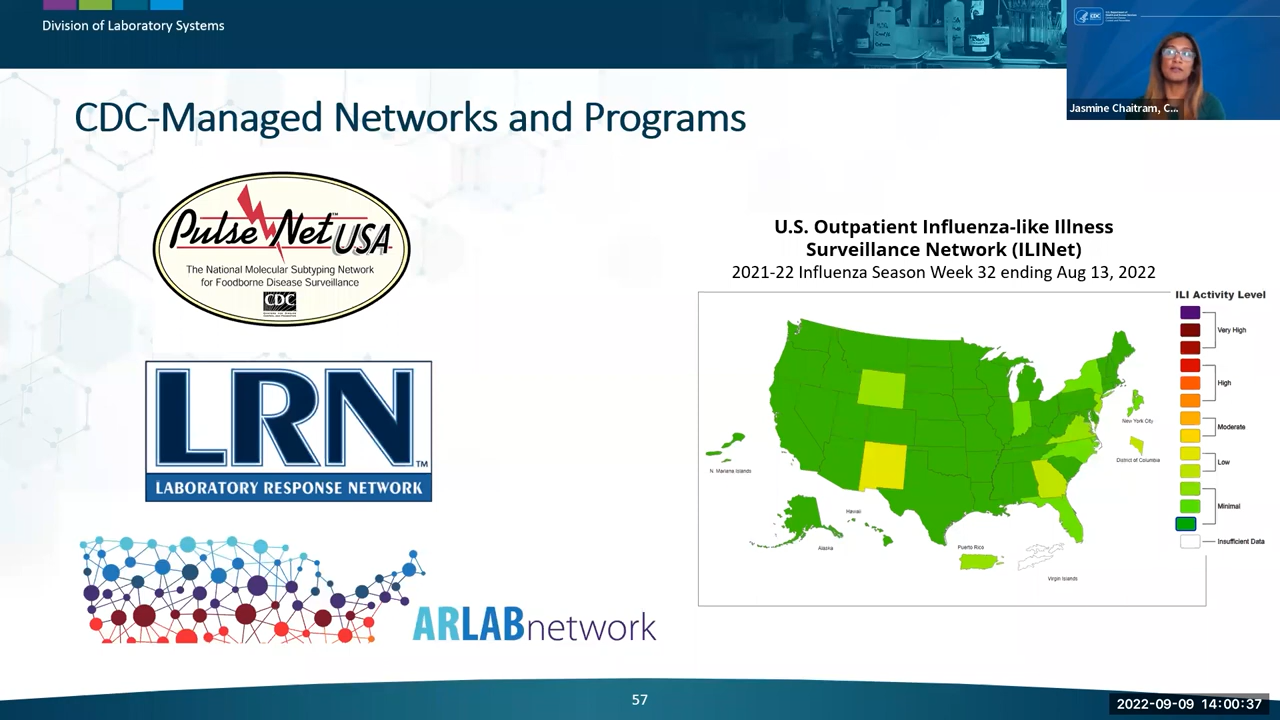 Division of Laboratory Systems
CDC
Jasmine Chaitram, C...
CDC-Managed Networks and Programs
PulseNet USA
™
The National Molecular Subtyping Network
for Foodborne Disease Surveillance
CDC
LRN™
LABORATORY RESPONSE NETWORK
ARLABnetwork
U.S. Outpatient Influenza-like Illness
Surveillance Network (ILINet)
2021-22 Influenza Season Week 32 ending Aug 13, 2022
ILI Activity Level
Very High
High
Moderate
Low
Minimal
Insufficient Data
New York City
District of Columbia
N. Mariana Islands
Hawaii
Alaska
Puerto Rico
Virgin Islands
57
2022-09-09 14:00:37